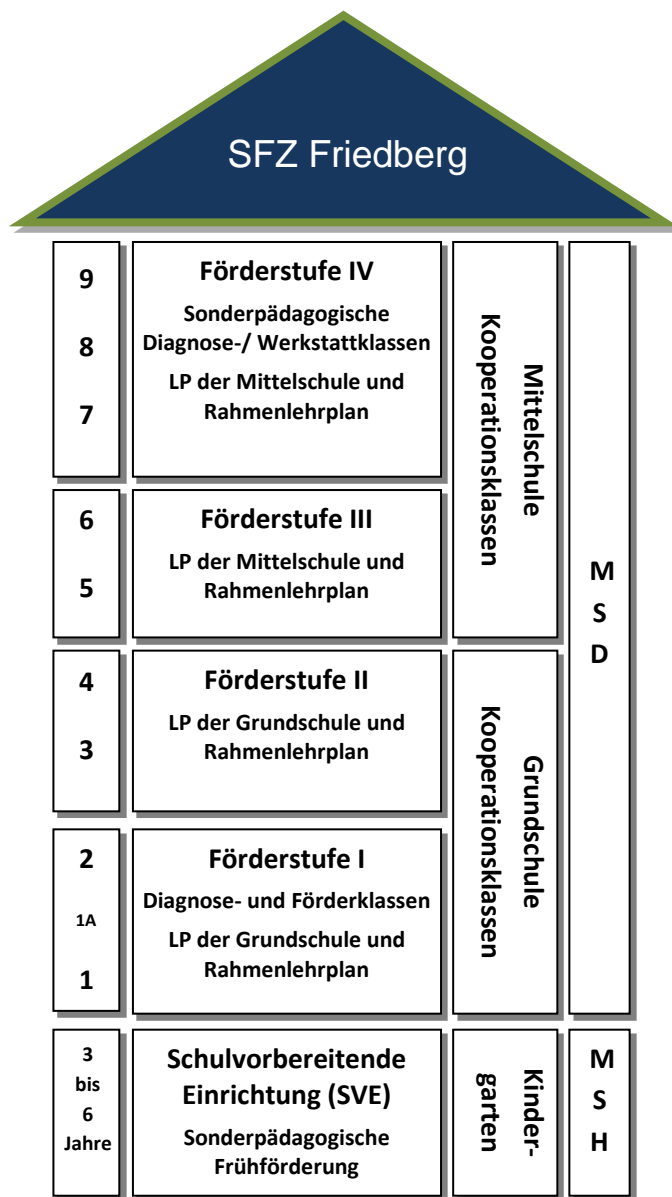 SFZ Friedberg
9
8
7
Förderstufe IV
Sonderpädagogische
Diagnose-/ Werkstattklassen
LP der Mittelschule und
Rahmenlehrplan
Mittelschule
Kooperationsklassen
6
5
Förderstufe III
LP der Mittelschule und
Rahmenlehrplan
M
S
D
4
3
Förderstufe II
LP der Grundschule und
Rahmenlehrplan
Grundschule
Kooperationsklassen
2
1A
1
Förderstufe I
Diagnose- und Förderklassen
LP der Grundschule und
Rahmenlehrplan
3
bis
6
Jahre
Schulvorbereitende
Einrichtung (SVE)
Sonderpädagogische
Frühförderung
Kinder-
garten
M
S
H